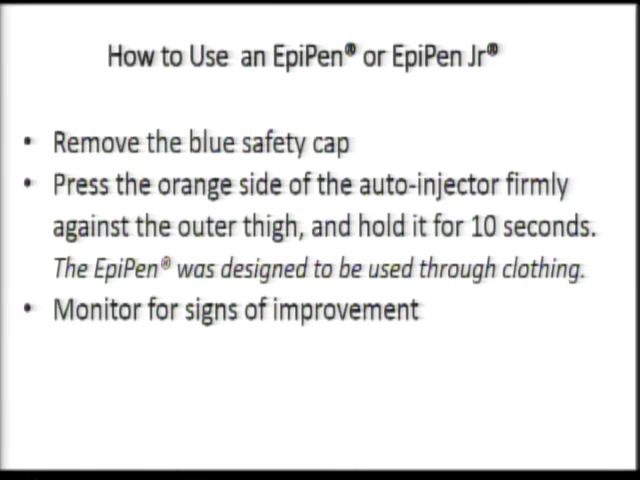 How to Use an EpiPen® or EpiPen Jr®
• Remove the blue safety cap
• Press the orange side of the auto-injector firmly
against the outer thigh, and hold it for 10 seconds.
The EpiPen® was designed to be used through clothing.
• Monitor for signs of improvement